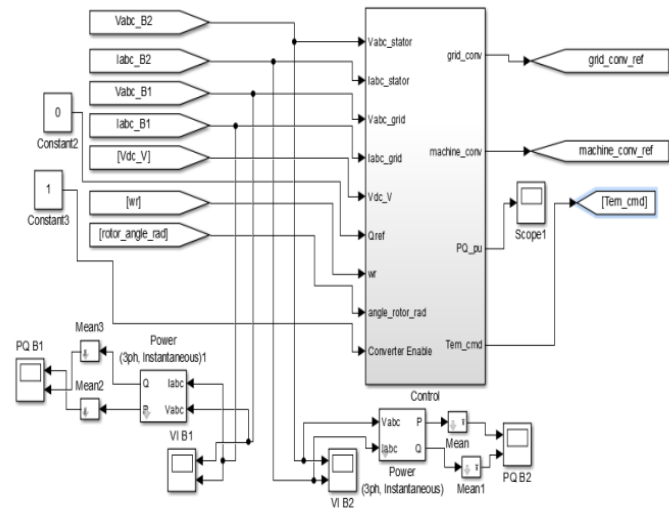 Vabc_B2
Iabc_B2
Vabc_B1
Iabc_B1
[Vdc_V]
[wr]
[rotor_angle_rad]
0
Constant2
1
Constant3
Vabc_stator
Iabc_stator
Vabc_grid
Iabc_grid
Vdc_V
Qref
wr
angle_rotor_rad
Converter Enable
grid_conv
machine_conv
PQ_pu
Tem_cmd
Control
grid_conv_ref
machine_conv_ref
Scope1
[Tem_cmd]
PQ B1
Mean3
Mean2
Power
(3ph, Instantaneous)1
Q
P
Iabc
Vabc
VI B1
VI B2
Vabc
Iabc
P
Q
Power
(3ph, Instantaneous)
Mean
Mean1
PQ B2